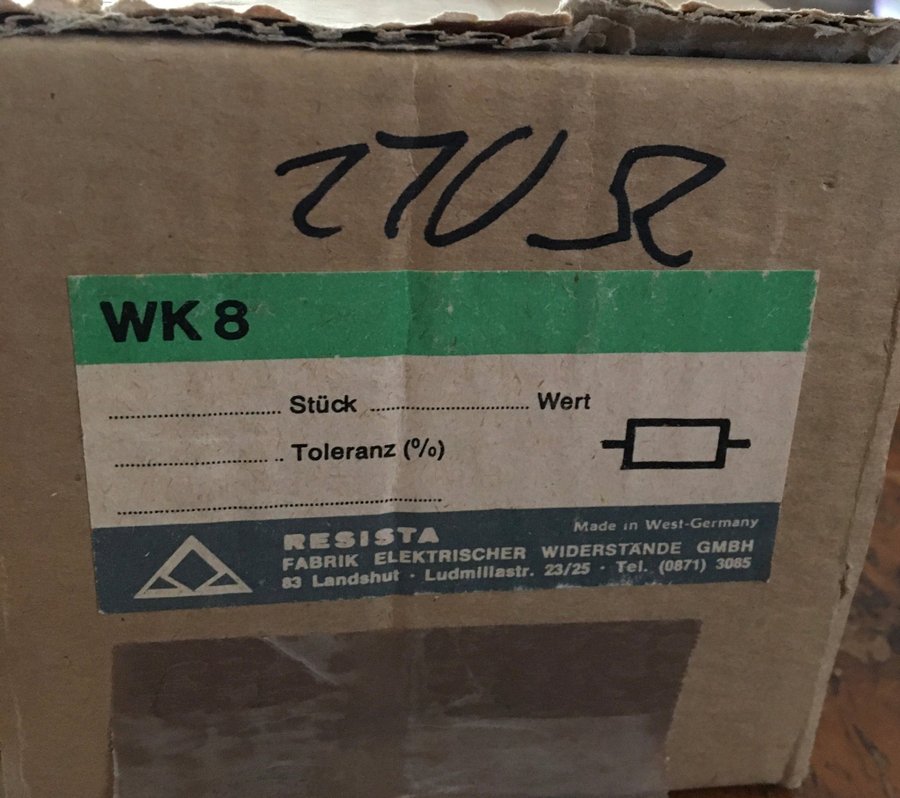 270 Ω
WK 8
.................... Stück .................... Wert
.................... .. Toleranz (%)
RESISTA
Made in West-Germany
FABRIK ELEKTRISCHER WIDERSTÄNDE GMBH
83 Landshut · Ludmillastr. 23/25 · Tel. (0871) 3085